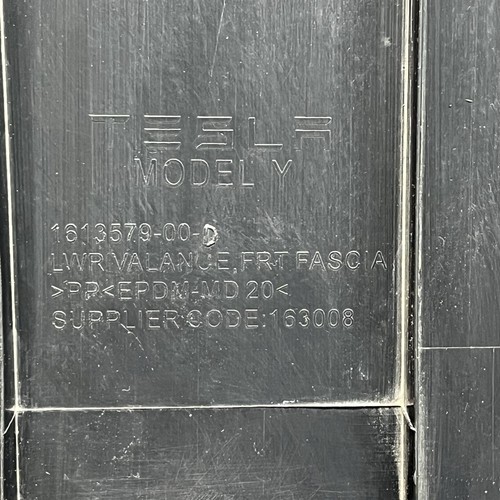 TESLA
MODEL Y
1613579-00-D
LWR VALANCE, FRT FASCIA
>PP<EPDM-MD 20<
SUPPLIER CODE:163008